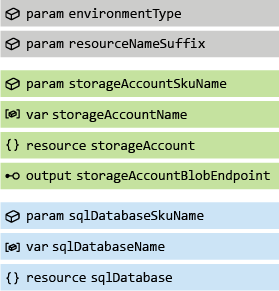 param environmentType
param resourceNameSuffix
param storageAccountSkuName
var storageAccountName
{} resource storageAccount
output storageAccountBlobEndpoint
param sqlDatabaseSkuName
var sqlDatabaseName
{} resource sqlDatabase